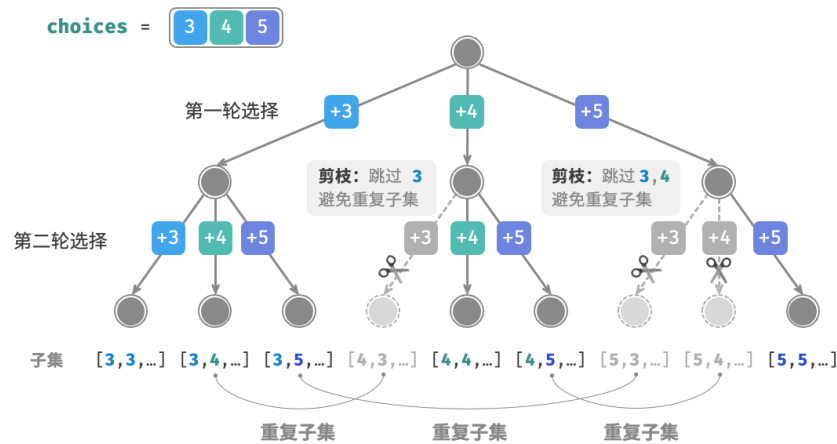 choices = 3 4 5
第一轮选择
+3 +4 +5
剪枝：跳过 3
避免重复子集
剪枝：跳过 3,4
避免重复子集
第二轮选择
+3 +4 +5 +3 +4 +5 +3 +4 +5
子集 [3,3,…] [3,4,…] [3,5,…] [4,3,…] [4,4,…] [4,5,…] [5,3,…] [5,4,…] [5,5,…]
重复子集 重复子集 重复子集